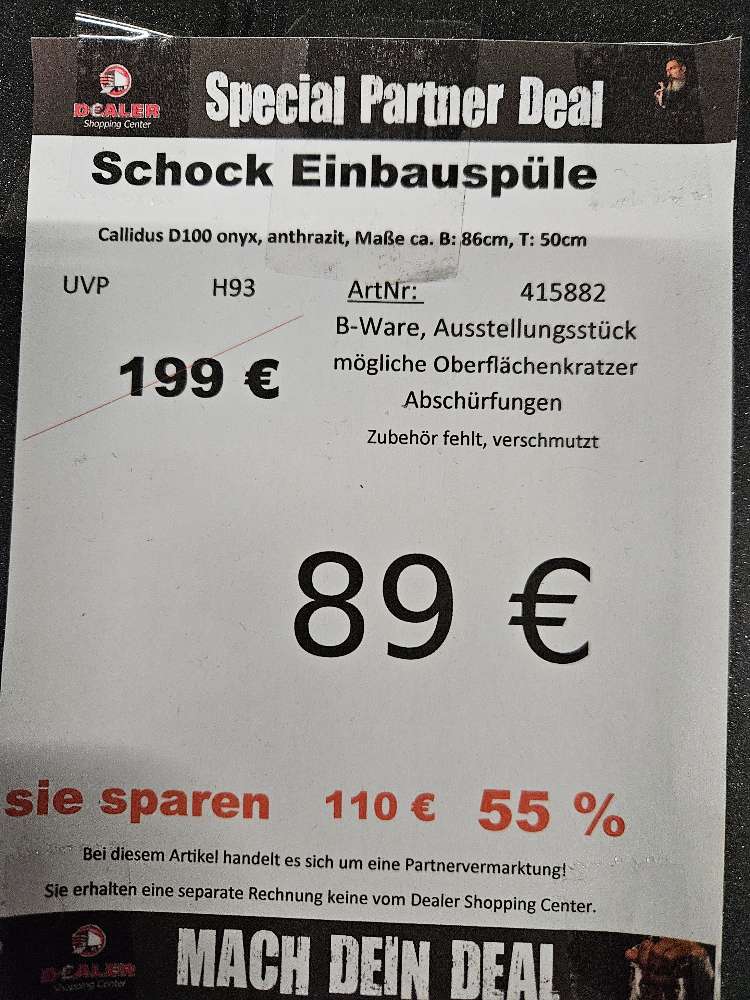 DEALER
Shopping Center
Special Partner Deal
Schock Einbauspüle
Callidus D100 onyx, anthrazit, Maße ca. B: 86cm, T: 50cm
UVP H93 ArtNr: 415882
B-Ware, Ausstellungsstück
199 €
mögliche Oberflächenkratzer
Abschürfungen
Zubehör fehlt, verschmutzt
89 €
sie sparen 110 € 55 %
Bei diesem Artikel handelt es sich um eine Partnervermarktung!
Sie erhalten eine separate Rechnung keine vom Dealer Shopping Center.
DEALER
Shopping Center
MACH DEIN DEAL